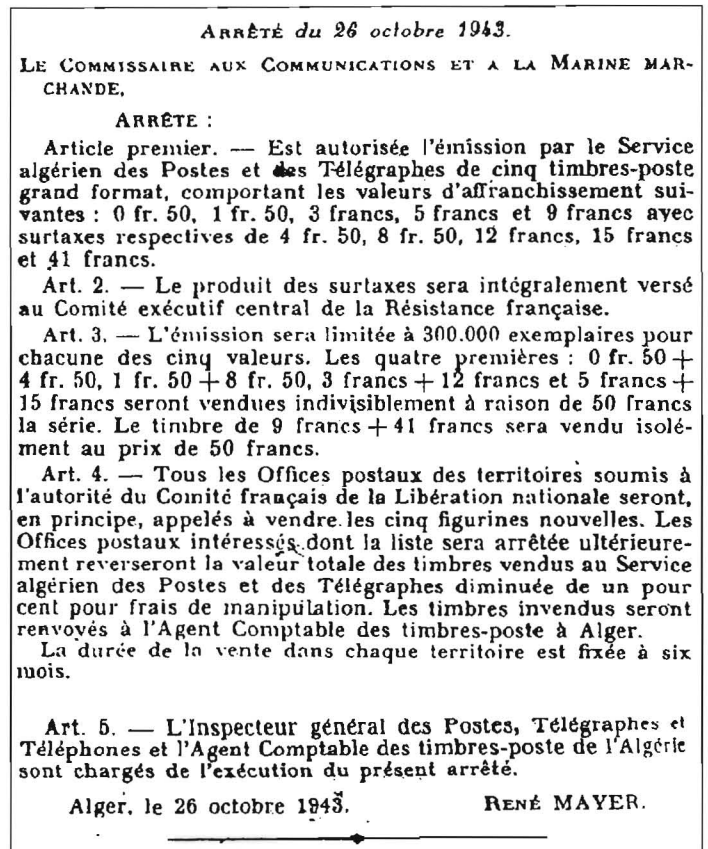 ARRÊTÉ du 26 octobre 1943.
LE COMMISSAIRE AUX COMMUNICATIONS ET A LA MARINE MAR-
CHANDE,
ARRÊTE :
Article premier. — Est autorisée l'émission par le Service
algérien des Postes et des Télégraphes de cinq timbres-poste
grand format, comportant les valeurs d'affranchissement sui-
vantes : 0 fr. 50, 1 fr. 50, 3 francs, 5 francs et 9 francs avec
surtaxes respectives de 4 fr. 50, 8 fr. 50, 12 francs, 15 francs
et 41 francs.
Art. 2. — Le produit des surtaxes sera intégralement versé
au Comité exécutif central de la Résistance française.
Art. 3. — L'émission sera limitée à 300.000 exemplaires pour
chacune des cinq valeurs. Les quatre premières : 0 fr. 50 +
4 fr. 50, 1 fr. 50 + 8 fr. 50, 3 francs + 12 francs et 5 francs +
15 francs seront vendues indivisiblement à raison de 50 francs
la série. Le timbre de 9 francs + 41 francs sera vendu isolé-
ment au prix de 50 francs.
Art. 4. — Tous les Offices postaux des territoires soumis à
l'autorité du Comité français de la Libération nationale seront,
en principe, appelés à vendre les cinq figurines nouvelles. Les
Offices postaux intéressés dont la liste sera arrêtée ultérieure-
ment reverseront la valeur totale des timbres vendus au Service
algérien des Postes et des Télégraphes diminuée de un pour
cent pour frais de manipulation. Les timbres invendus seront
renvoyés à l'Agent Comptable des timbres-poste à Alger.
La durée de la vente dans chaque territoire est fixée à six
mois.
Art. 5. — L'Inspecteur général des Postes, Télégraphes et
Téléphones et l'Agent Comptable des timbres-poste de l'Algérie
sont chargés de l'exécution du présent arrêté.
Alger, le 26 octobre 1943. RENÉ MAYER.